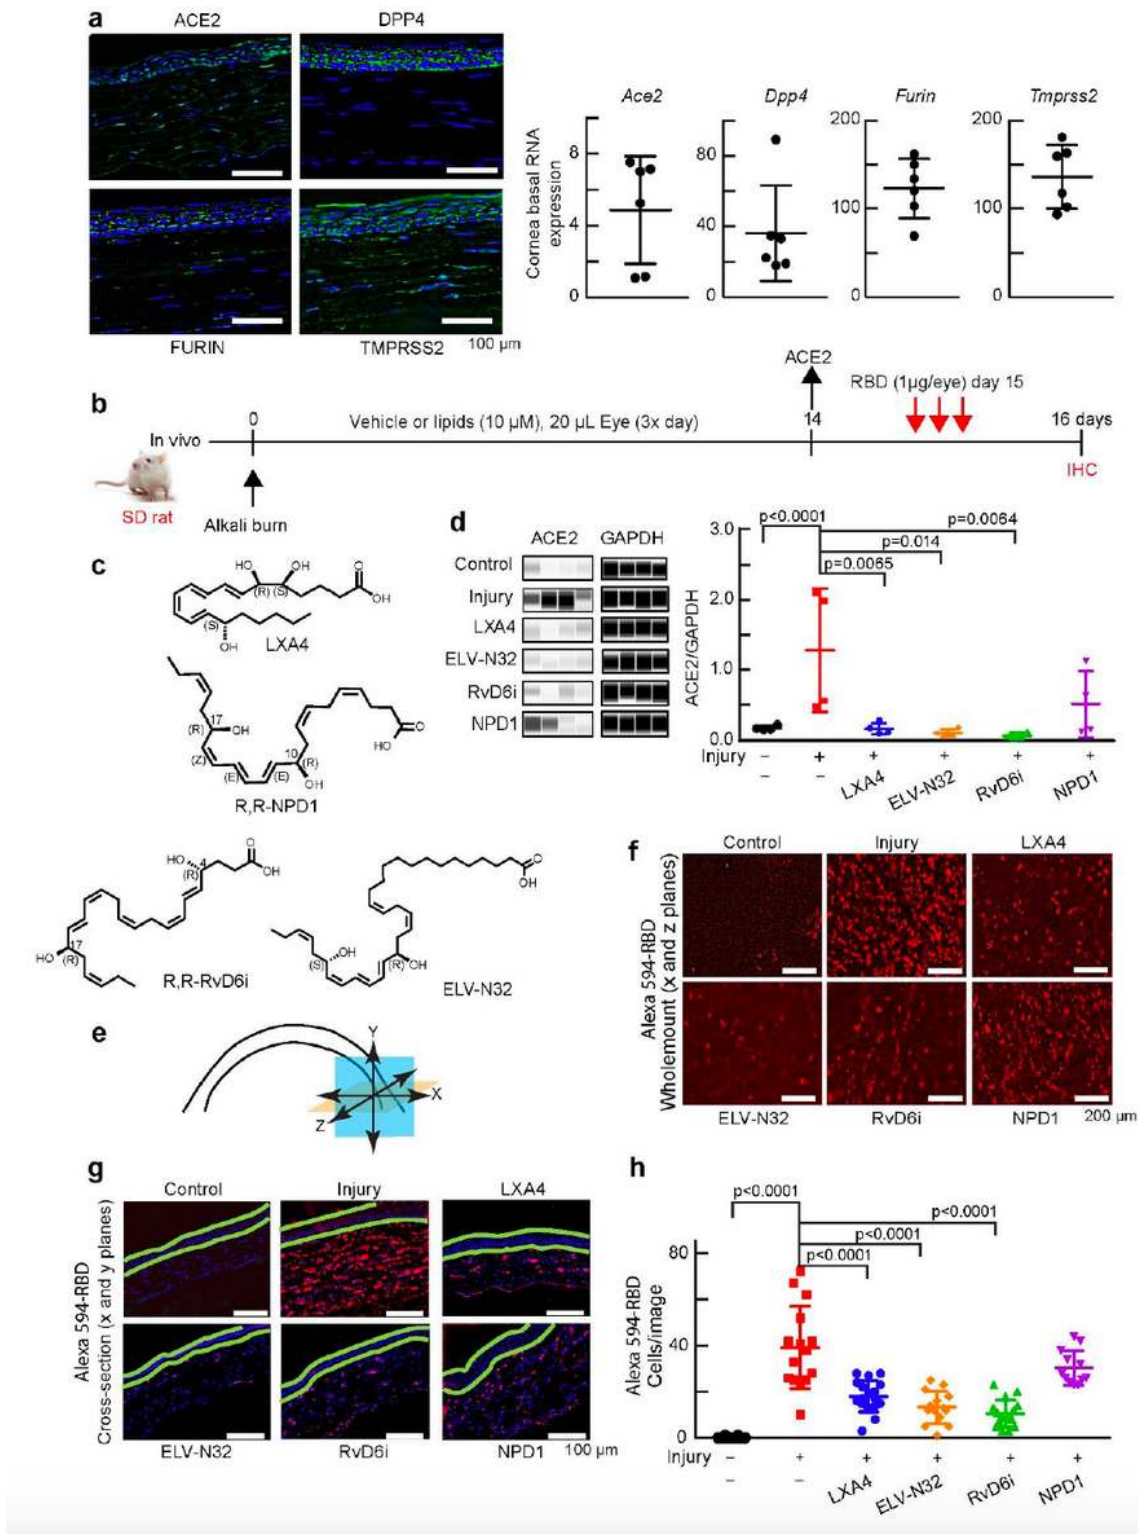 a
ACE2 DPP4
FURIN TMPRSS2 100 µm
Cornea basal RNA
expression
Ace2 Dpp4 Furin Tmprss2
8 80 200 200
4 40 100 100
0 0 0 0
b
ACE2
RBD (1µg/eye) day 15
0 Vehicle or lipids (10 µM), 20 µL Eye (3x day) 14 16 days
In vivo
IHC
SD rat
Alkali burn
c
HO OH O
(R) (S) OH
(S)
OH
LXA4
17
(R) OH O
(Z) 10 HO
(E) (E) (R)
OH
R,R-NPD1
HO 4 O
(R) OH
17
HO (R)
R,R-RvD6i
O
OH
OH
(S) (R) OH
ELV-N32
d
ACE2 GAPDH
Control
Injury
LXA4
ELV-N32
RvD6i
NPD1
ACE2/GAPDH
3.0
2.0
1.0
0.0
p<0.0001
p=0.0064
p=0.014
p=0.0065
Injury – + + + + +
– – LXA4 ELV-N32 RvD6i NPD1
e
Y
X
Z
f
Control Injury LXA4
Alexa 594-RBD
Wholemount (x and z planes)
ELV-N32 RvD6i NPD1 200 µm
g
Control Injury LXA4
Alexa 594-RBD
Cross-section (x and y planes)
ELV-N32 RvD6i NPD1 100 µm
h
p<0.0001
p<0.0001
p<0.0001
p<0.0001
Alexa 594-RBD
Cells/image
80
40
0
Injury – + + + + +
– – LXA4 ELV-N32 RvD6i NPD1